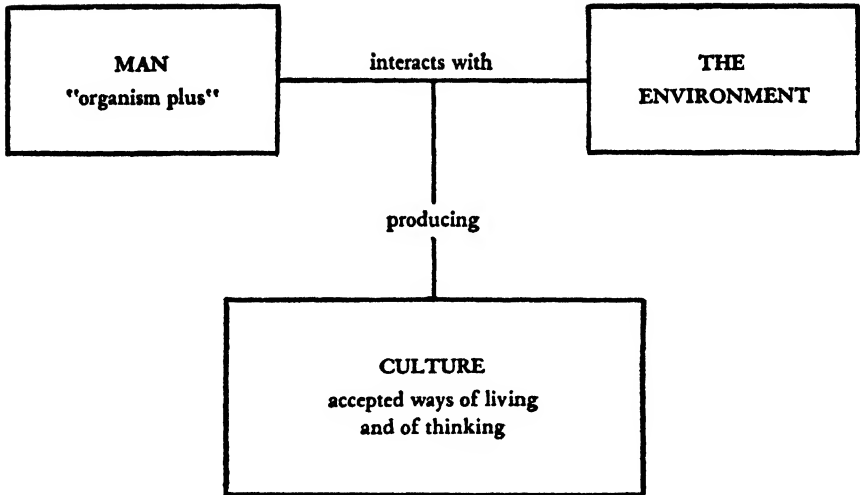 MAN
"organism plus"
interacts with
THE
ENVIRONMENT
producing
CULTURE
accepted ways of living
and of thinking